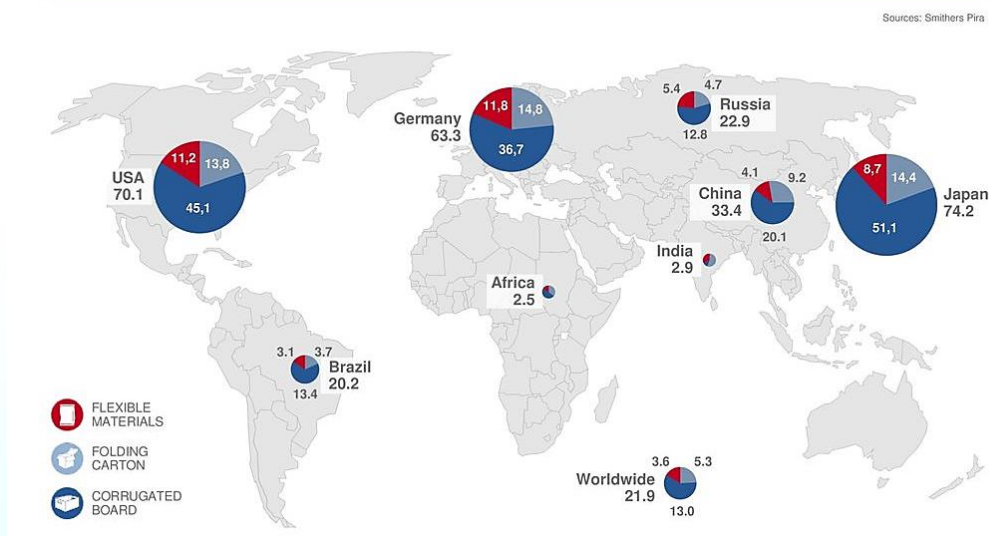 Sources: Smithers Pira
5.4
4.7
Russia
22.9
12.8
11,8
14,8
Germany
63.3
36,7
11,2
13,8
USA
70.1
45,1
4.1
9.2
China
33.4
20.1
8,7
14,4
Japan
74.2
51,1
India
2.9
Africa
2.5
3.1
3.7
Brazil
20.2
13.4
FLEXIBLE
MATERIALS
FOLDING
CARTON
CORRUGATED
BOARD
3.6
5.3
Worldwide
21.9
13.0